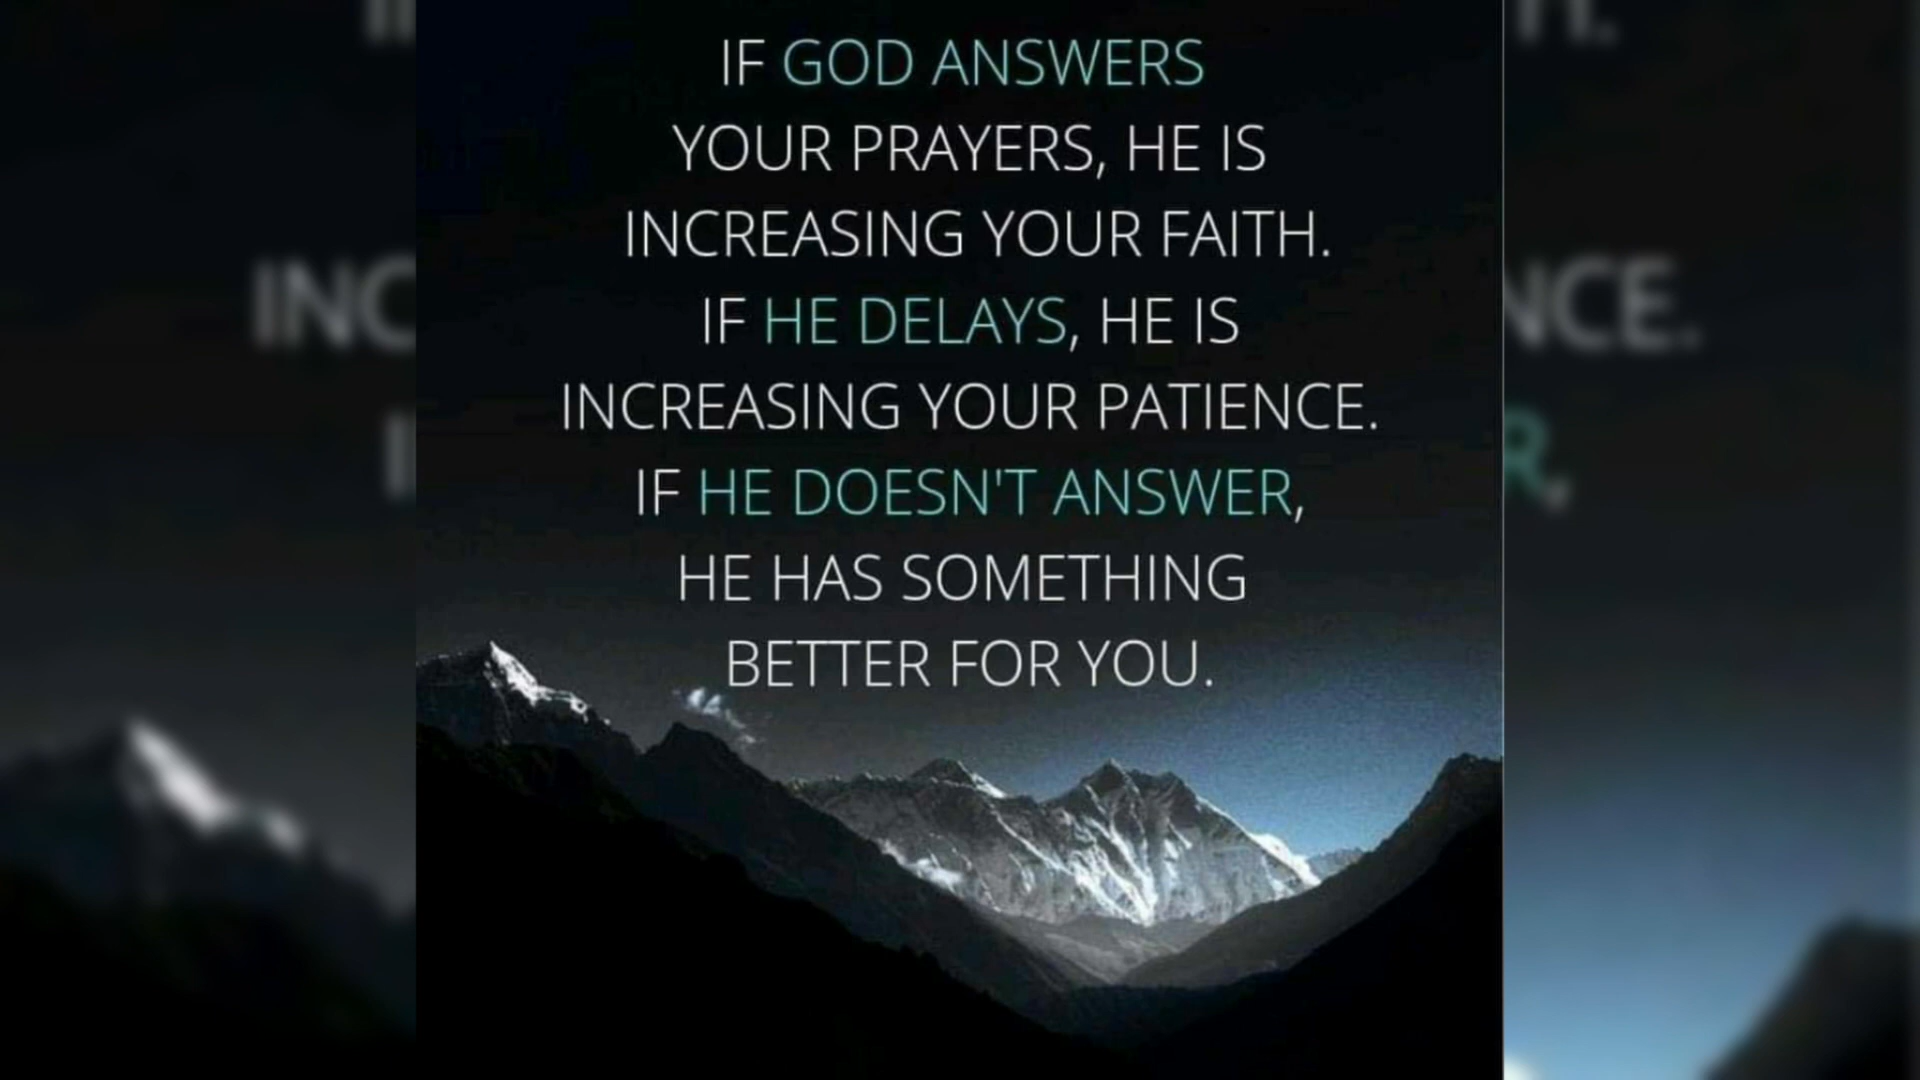 IF GOD ANSWERS
YOUR PRAYERS, HE IS
INCREASING YOUR FAITH.
IF HE DELAYS, HE IS
INCREASING YOUR PATIENCE.
IF HE DOESN'T ANSWER,
HE HAS SOMETHING
BETTER FOR YOU.